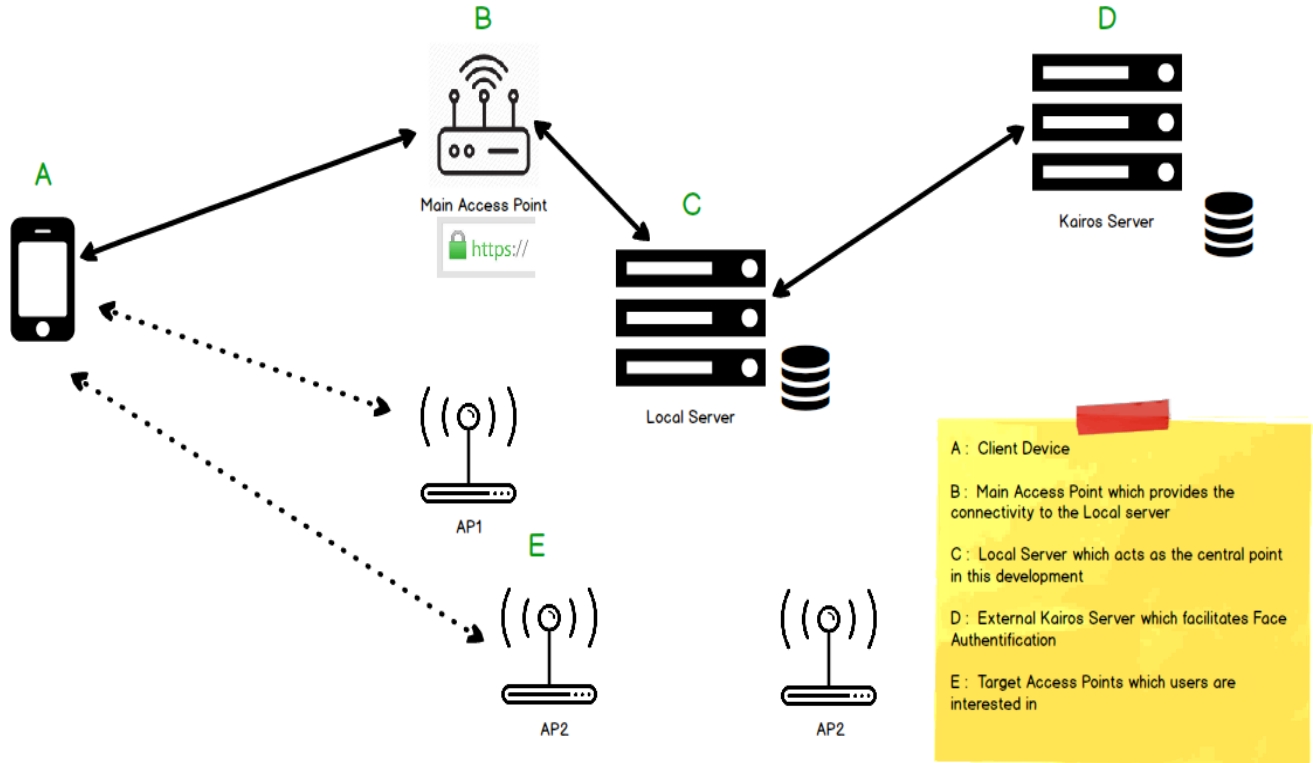 B
D
A
Main Access Point
https://
C
Kairos Server
Local Server
AP1
E
AP2
AP2
A : Client Device
B : Main Access Point which provides the
connectivity to the Local server
C : Local Server which acts as the central point
in this development
D : External Kairos Server which facilitates Face
Authentification
E : Target Access Points which users are
interested in